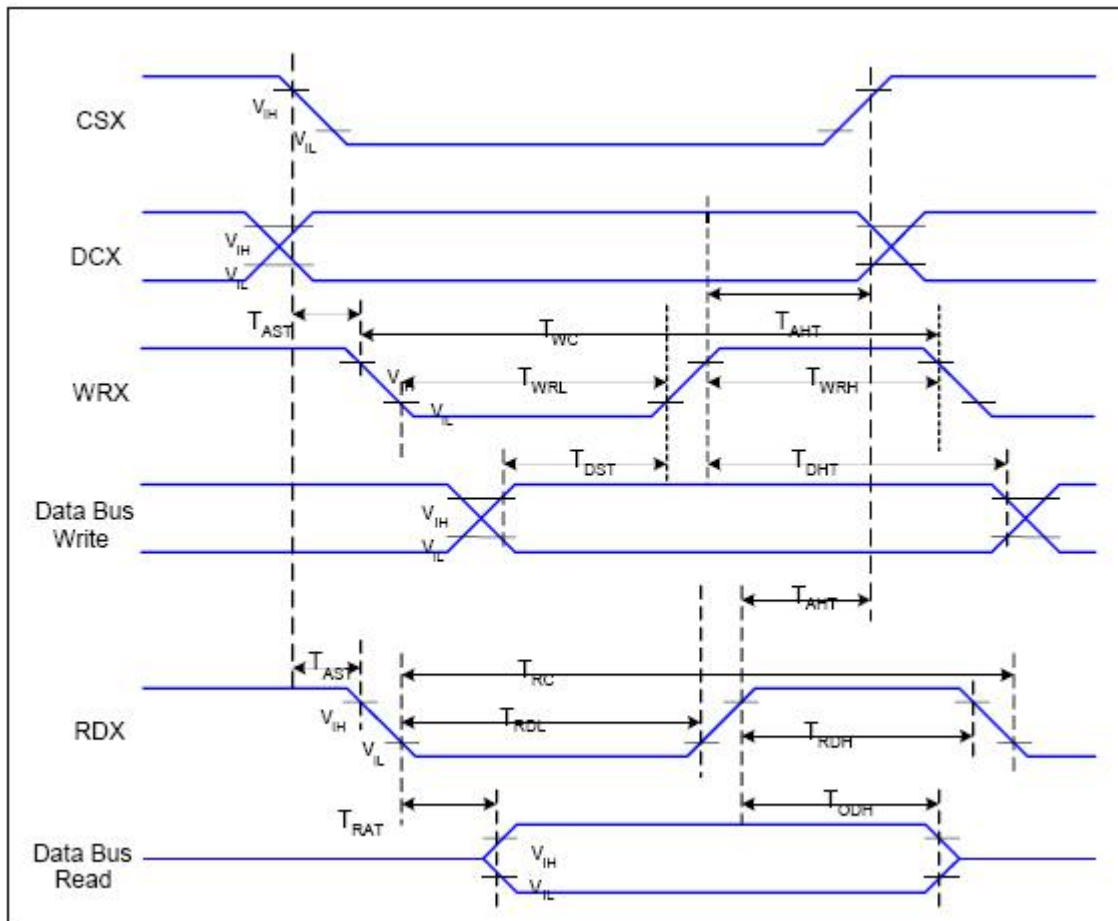 CSX
VIH
VIL
DCX
VIH
VIL
TAST
TWC
TAHT
WRX
VIH
VIL
TWRL
TWRH
TDST
TDHT
Data Bus
Write
VIH
VIL
TAHT
TAST
TRC
RDX
VIH
VIL
TRDL
TRDH
TRAT
TODH
Data Bus
Read
VIH
VIL